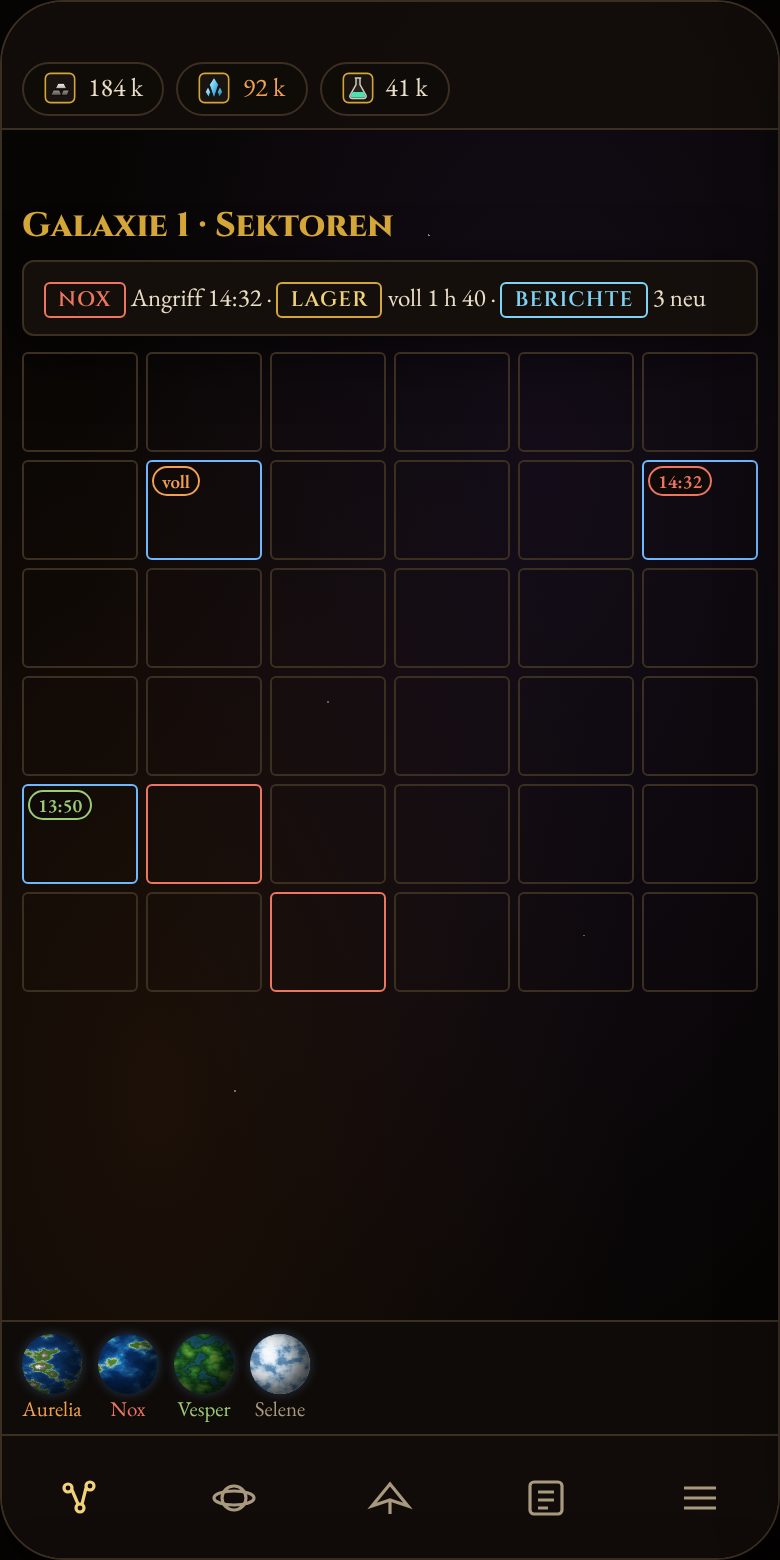 184 k 92 k 41 k
Galaxie 1 · Sektoren
NOX Angriff 14:32 · LAGER voll 1 h 40 · BERICHTE 3 neu
voll 14:32
13:50
Aurelia Nox Vesper Selene